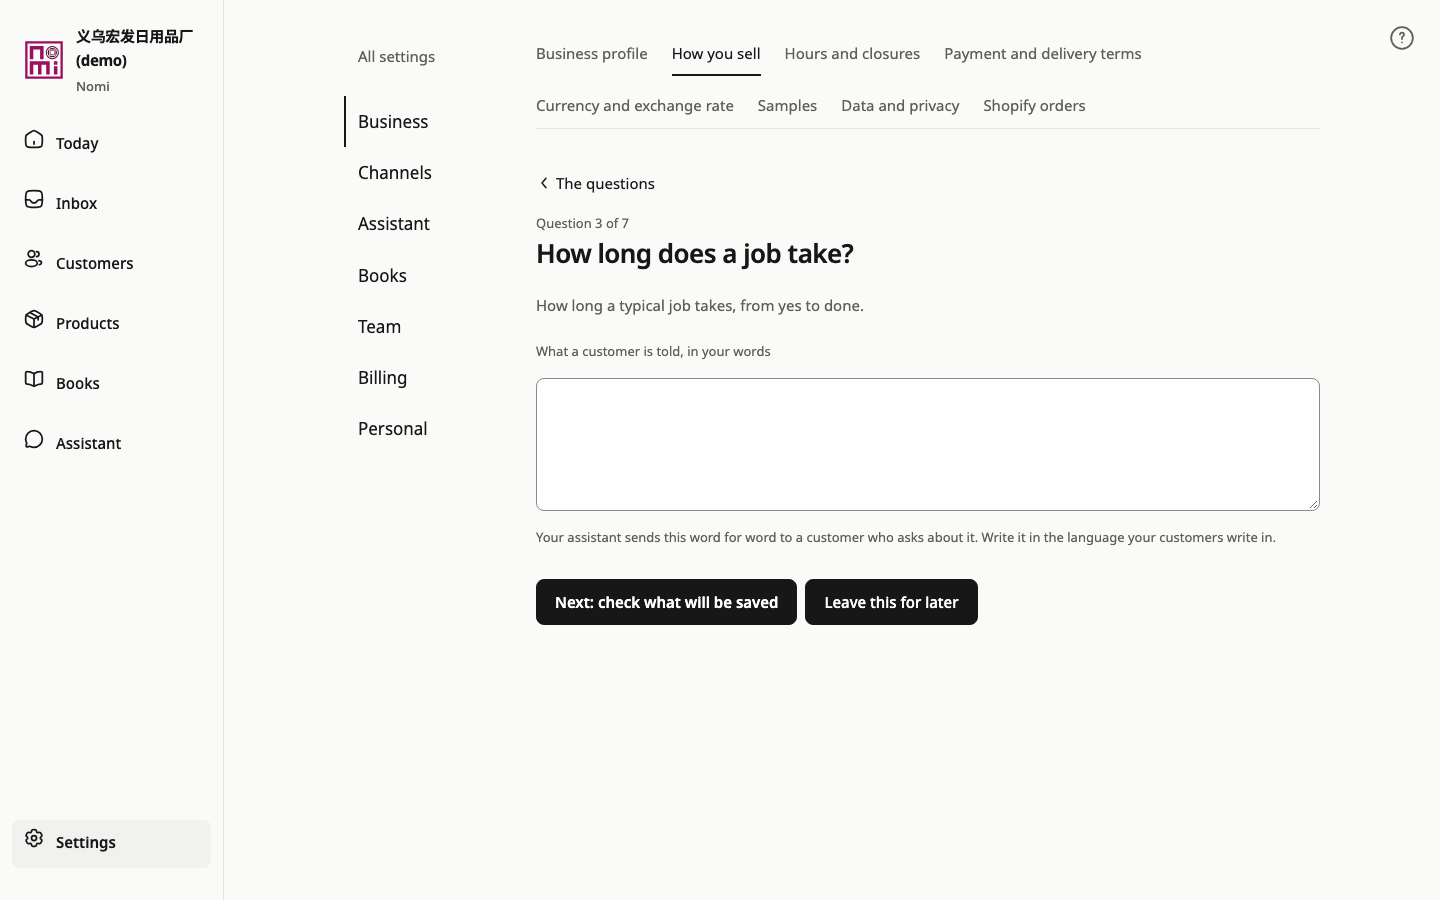 义乌宏发日用品厂
(demo)
Nomi
Today
Inbox
Customers
Products
Books
Assistant
Settings
All settings
Business
Channels
Assistant
Books
Team
Billing
Personal
Business profile
How you sell
Hours and closures
Payment and delivery terms
Currency and exchange rate
Samples
Data and privacy
Shopify orders
The questions
Question 3 of 7
How long does a job take?
How long a typical job takes, from yes to done.
What a customer is told, in your words
Your assistant sends this word for word to a customer who asks about it. Write it in the language your customers write in.
Next: check what will be saved
Leave this for later